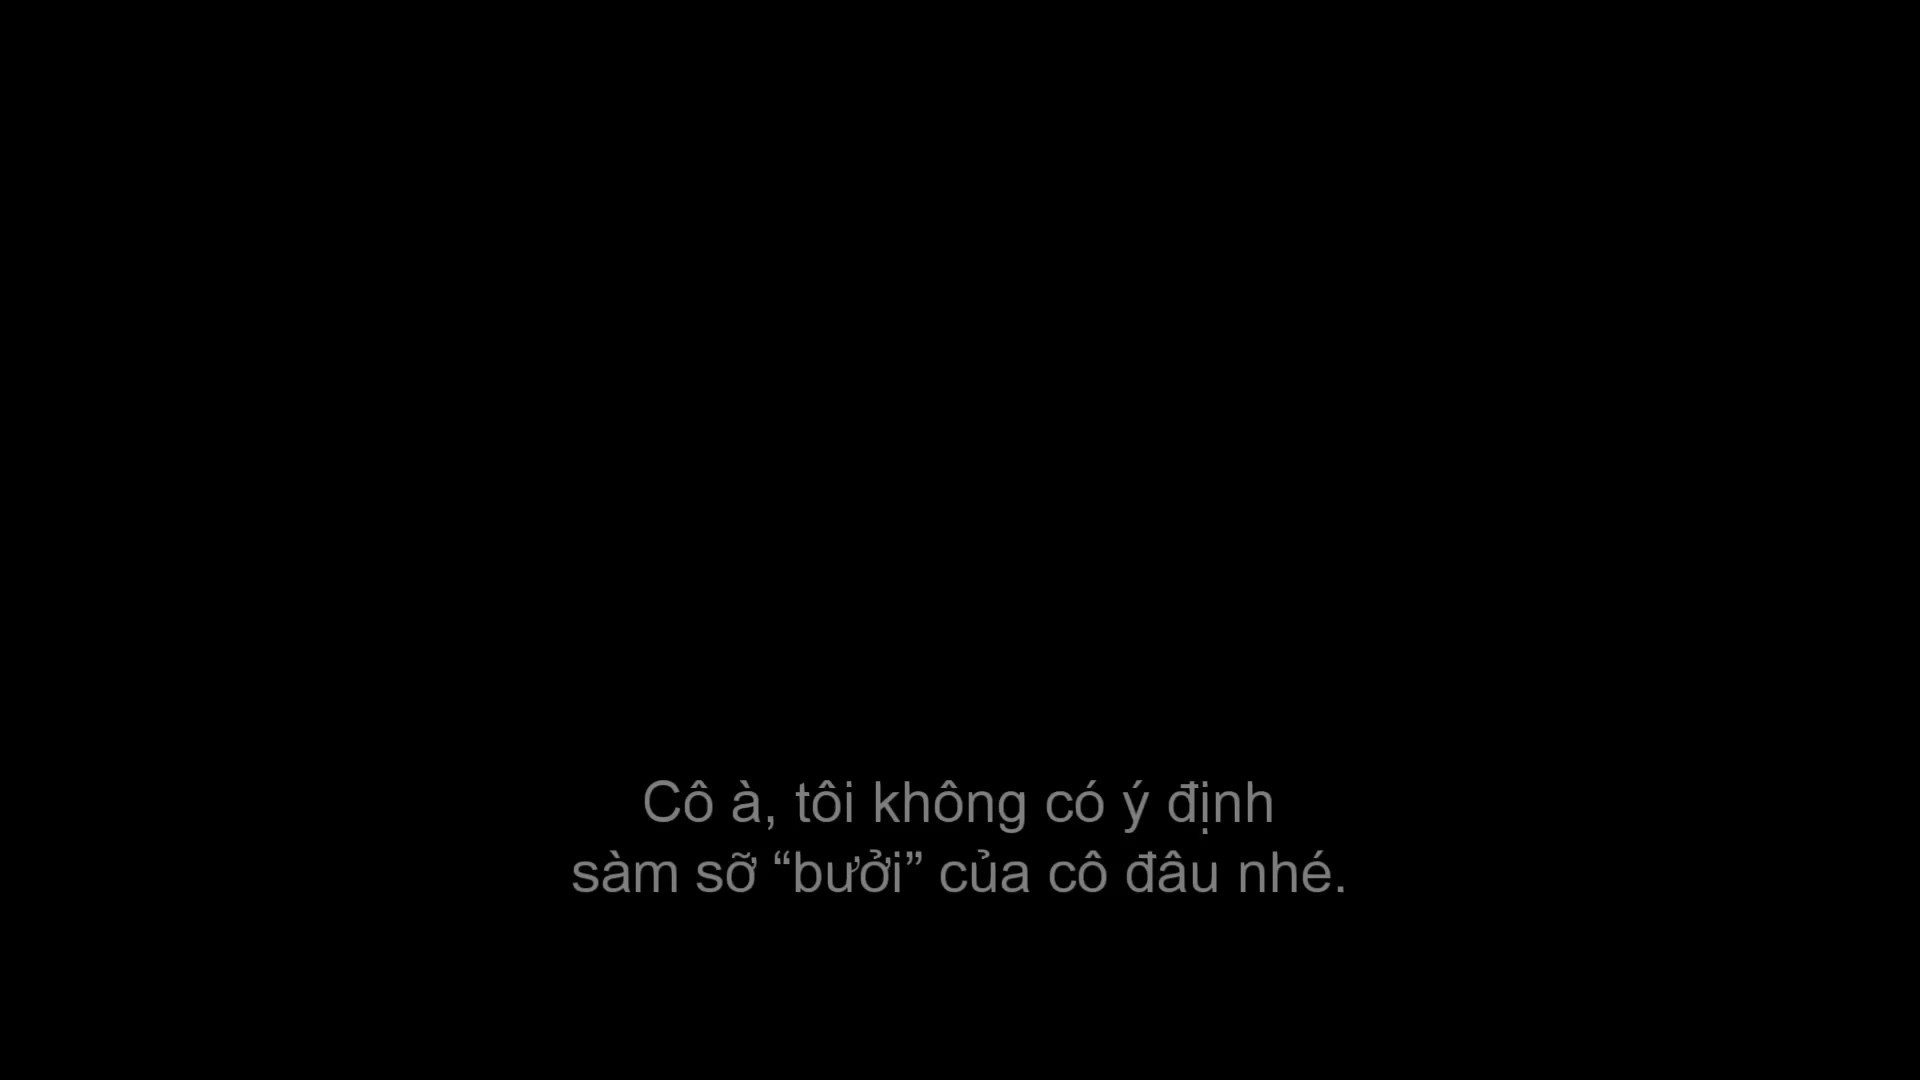 Cô à, tôi không có ý định
sàm sỡ “bưởi” của cô đâu nhé.